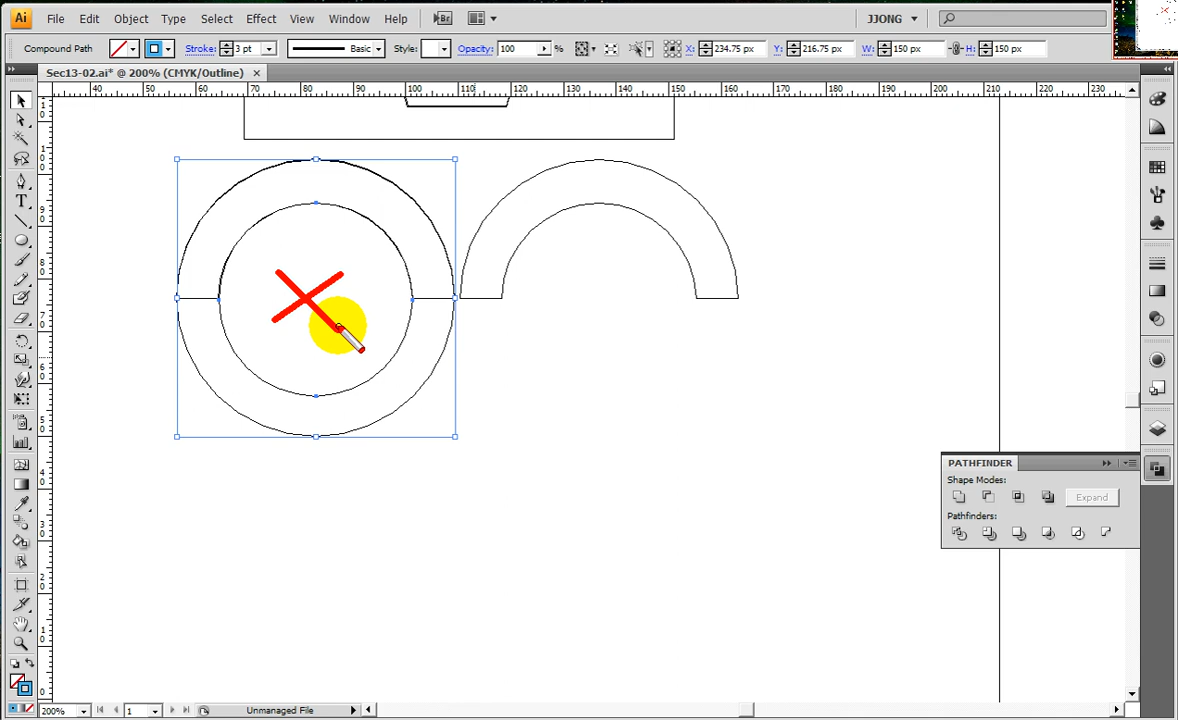 Ai File Edit Object Type Select Effect View Window Help Br JJONG
Compound Path Stroke: 3 pt Basic Style: Opacity: 100 % X: 234.75 px Y: 216.75 px W: 150 px H: 150 px
Sec13-02.ai* @ 200% (CMYK/Outline)
40 50 60 70 80 90 100 110 120 130 140 150 160 170 180 190 200 210 220 230
PATHFINDER
Shape Modes:
Expand
Pathfinders:
200% 1 Unmanaged File